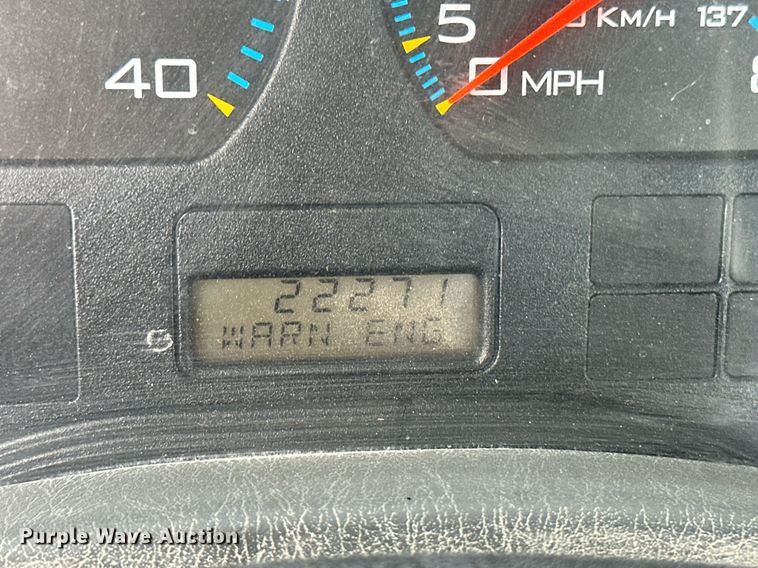 40
5
KM/H 137
0 MPH
22271
WARN ENG
Purple Wave Auction